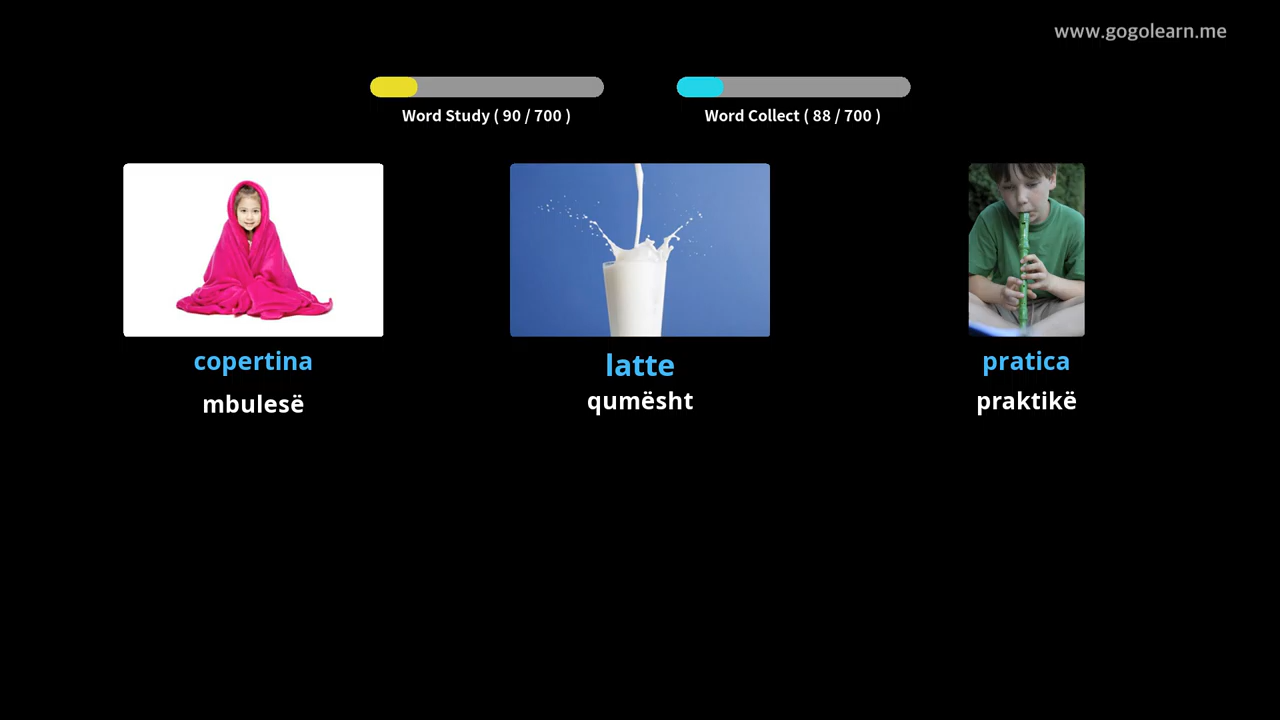 www.gogolearn.me
Word Study ( 90 / 700 )
Word Collect ( 88 / 700 )
copertina
latte
pratica
mbulesë
qumësht
praktikë